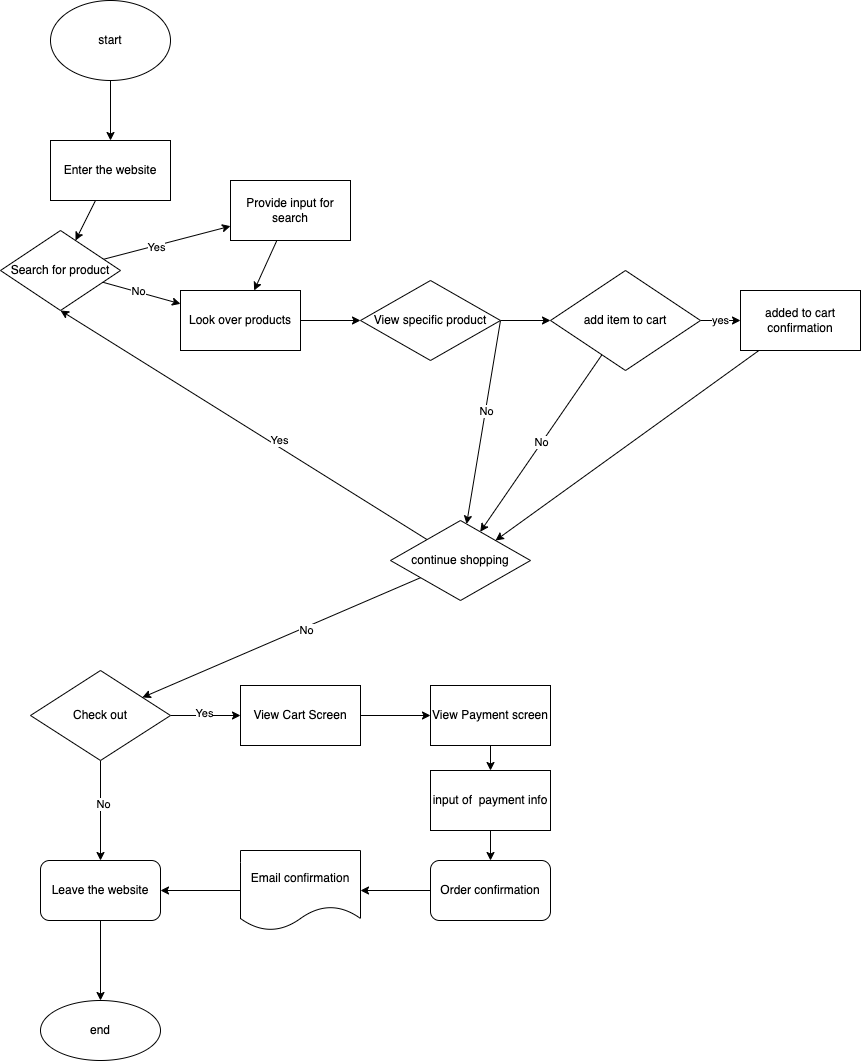 start
Enter the website
Provide input for
search
Yes
Search for product
No
Look over products
View specific product
add item to cart
yes
added to cart
confirmation
No
No
Yes
continue shopping
No
Check out
Yes
View Cart Screen
View Payment screen
input of  payment info
No
Leave the website
Email confirmation
Order confirmation
end